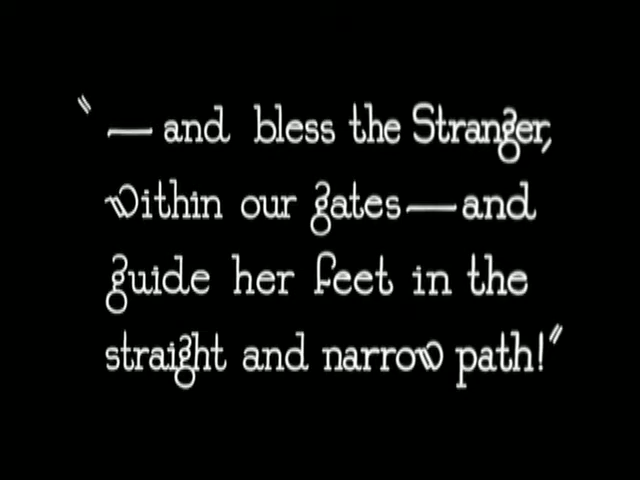 "—and bless the Stranger,
within our gates—and
guide her feet in the
straight and narrow path!"